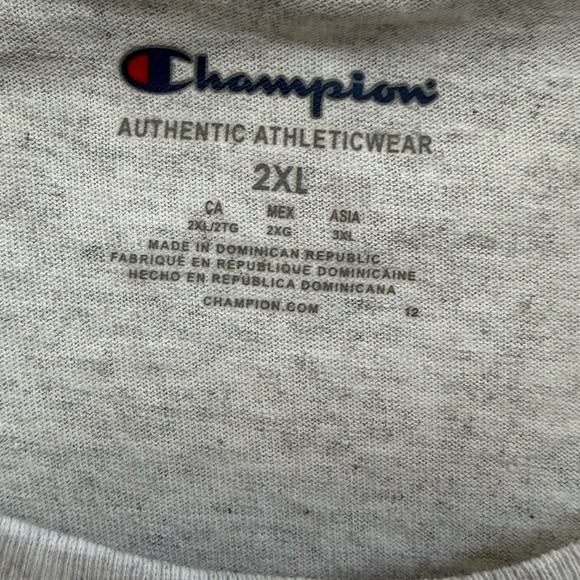 Champion
AUTHENTIC ATHLETICWEAR
2XL
CA MEX ASIA
2XL/2TG 2XG 3XL
MADE IN DOMINICAN REPUBLIC
FABRIQUÉ EN RÉPUBLIQUE DOMINICAINE
HECHO EN REPÚBLICA DOMINICANA
CHAMPION.COM 12